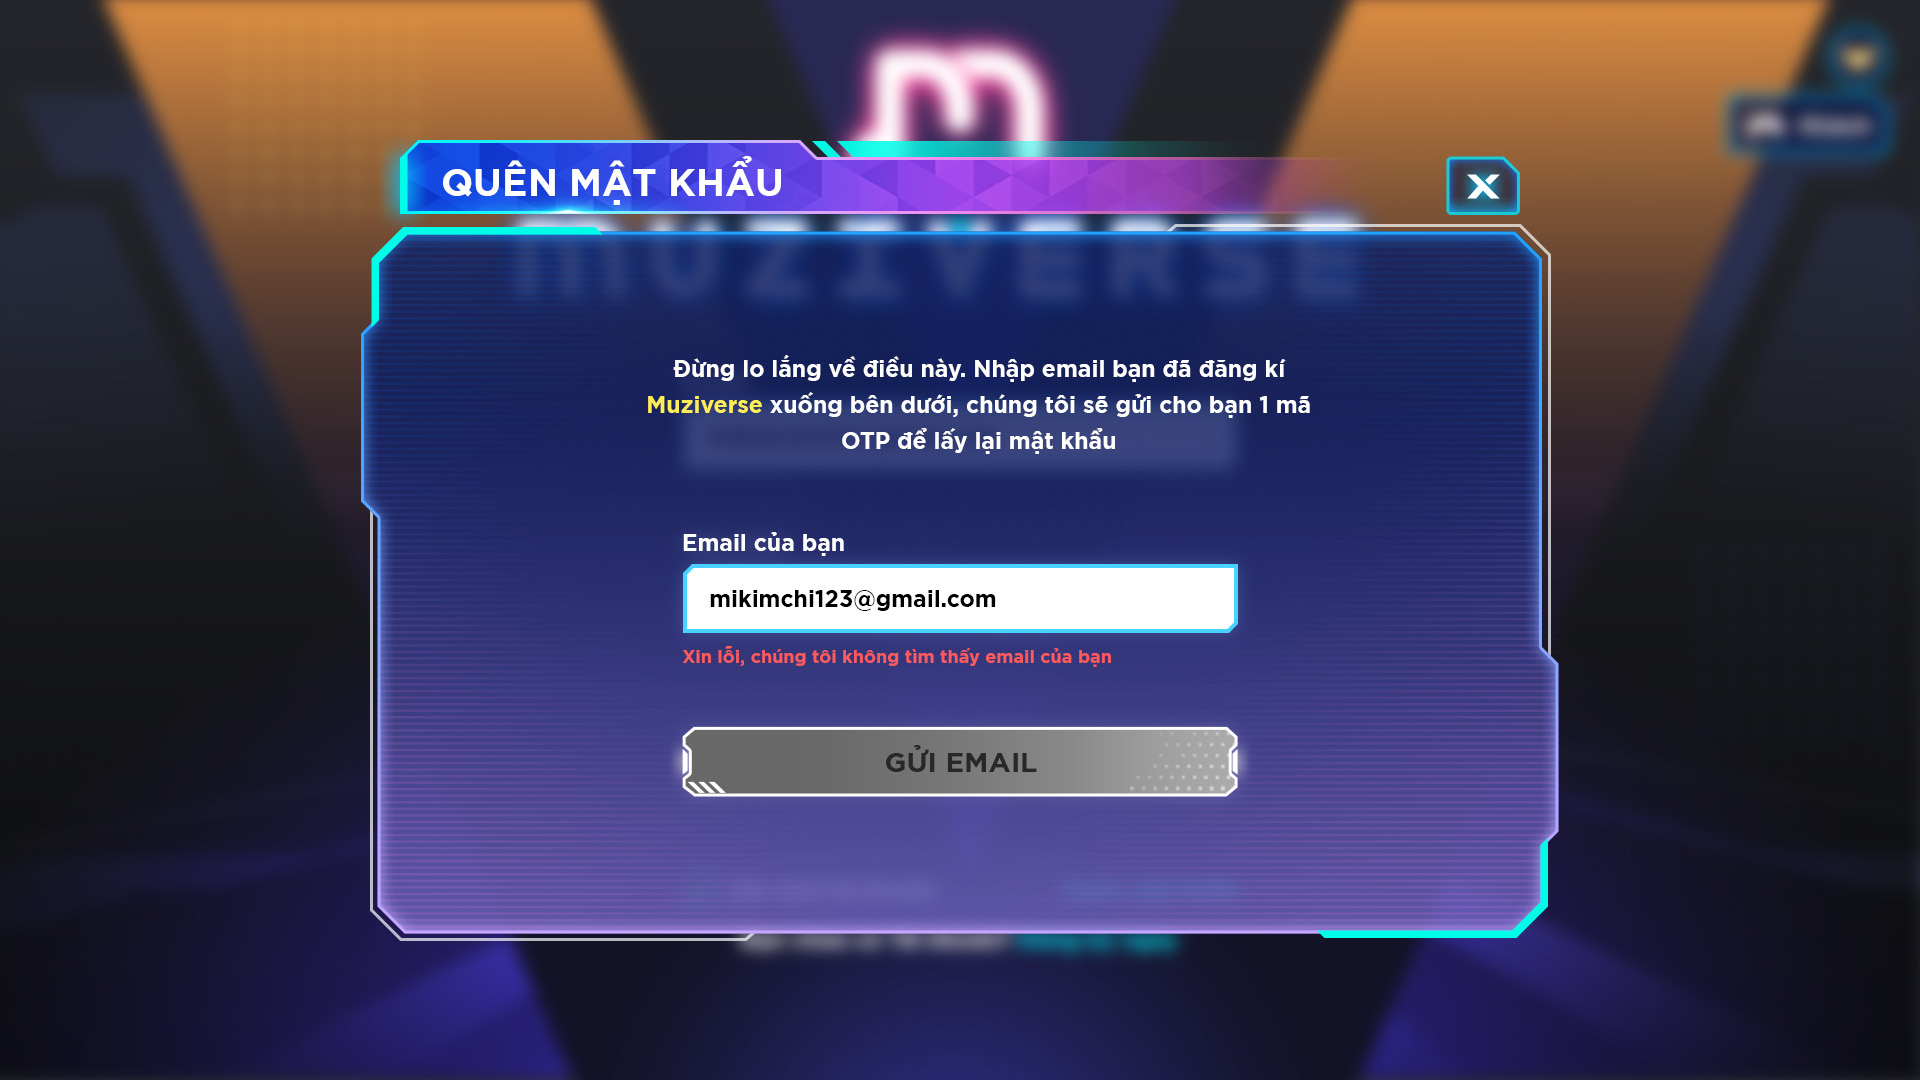 QUÊN MẬT KHẨU
X
MUZIVERSE
Đừng lo lắng về điều này. Nhập email bạn đã đăng kí
Muziverse xuống bên dưới, chúng tôi sẽ gửi cho bạn 1 mã
OTP để lấy lại mật khẩu
Email của bạn
mikimchi123@gmail.com
Xin lỗi, chúng tôi không tìm thấy email của bạn
GỬI EMAIL